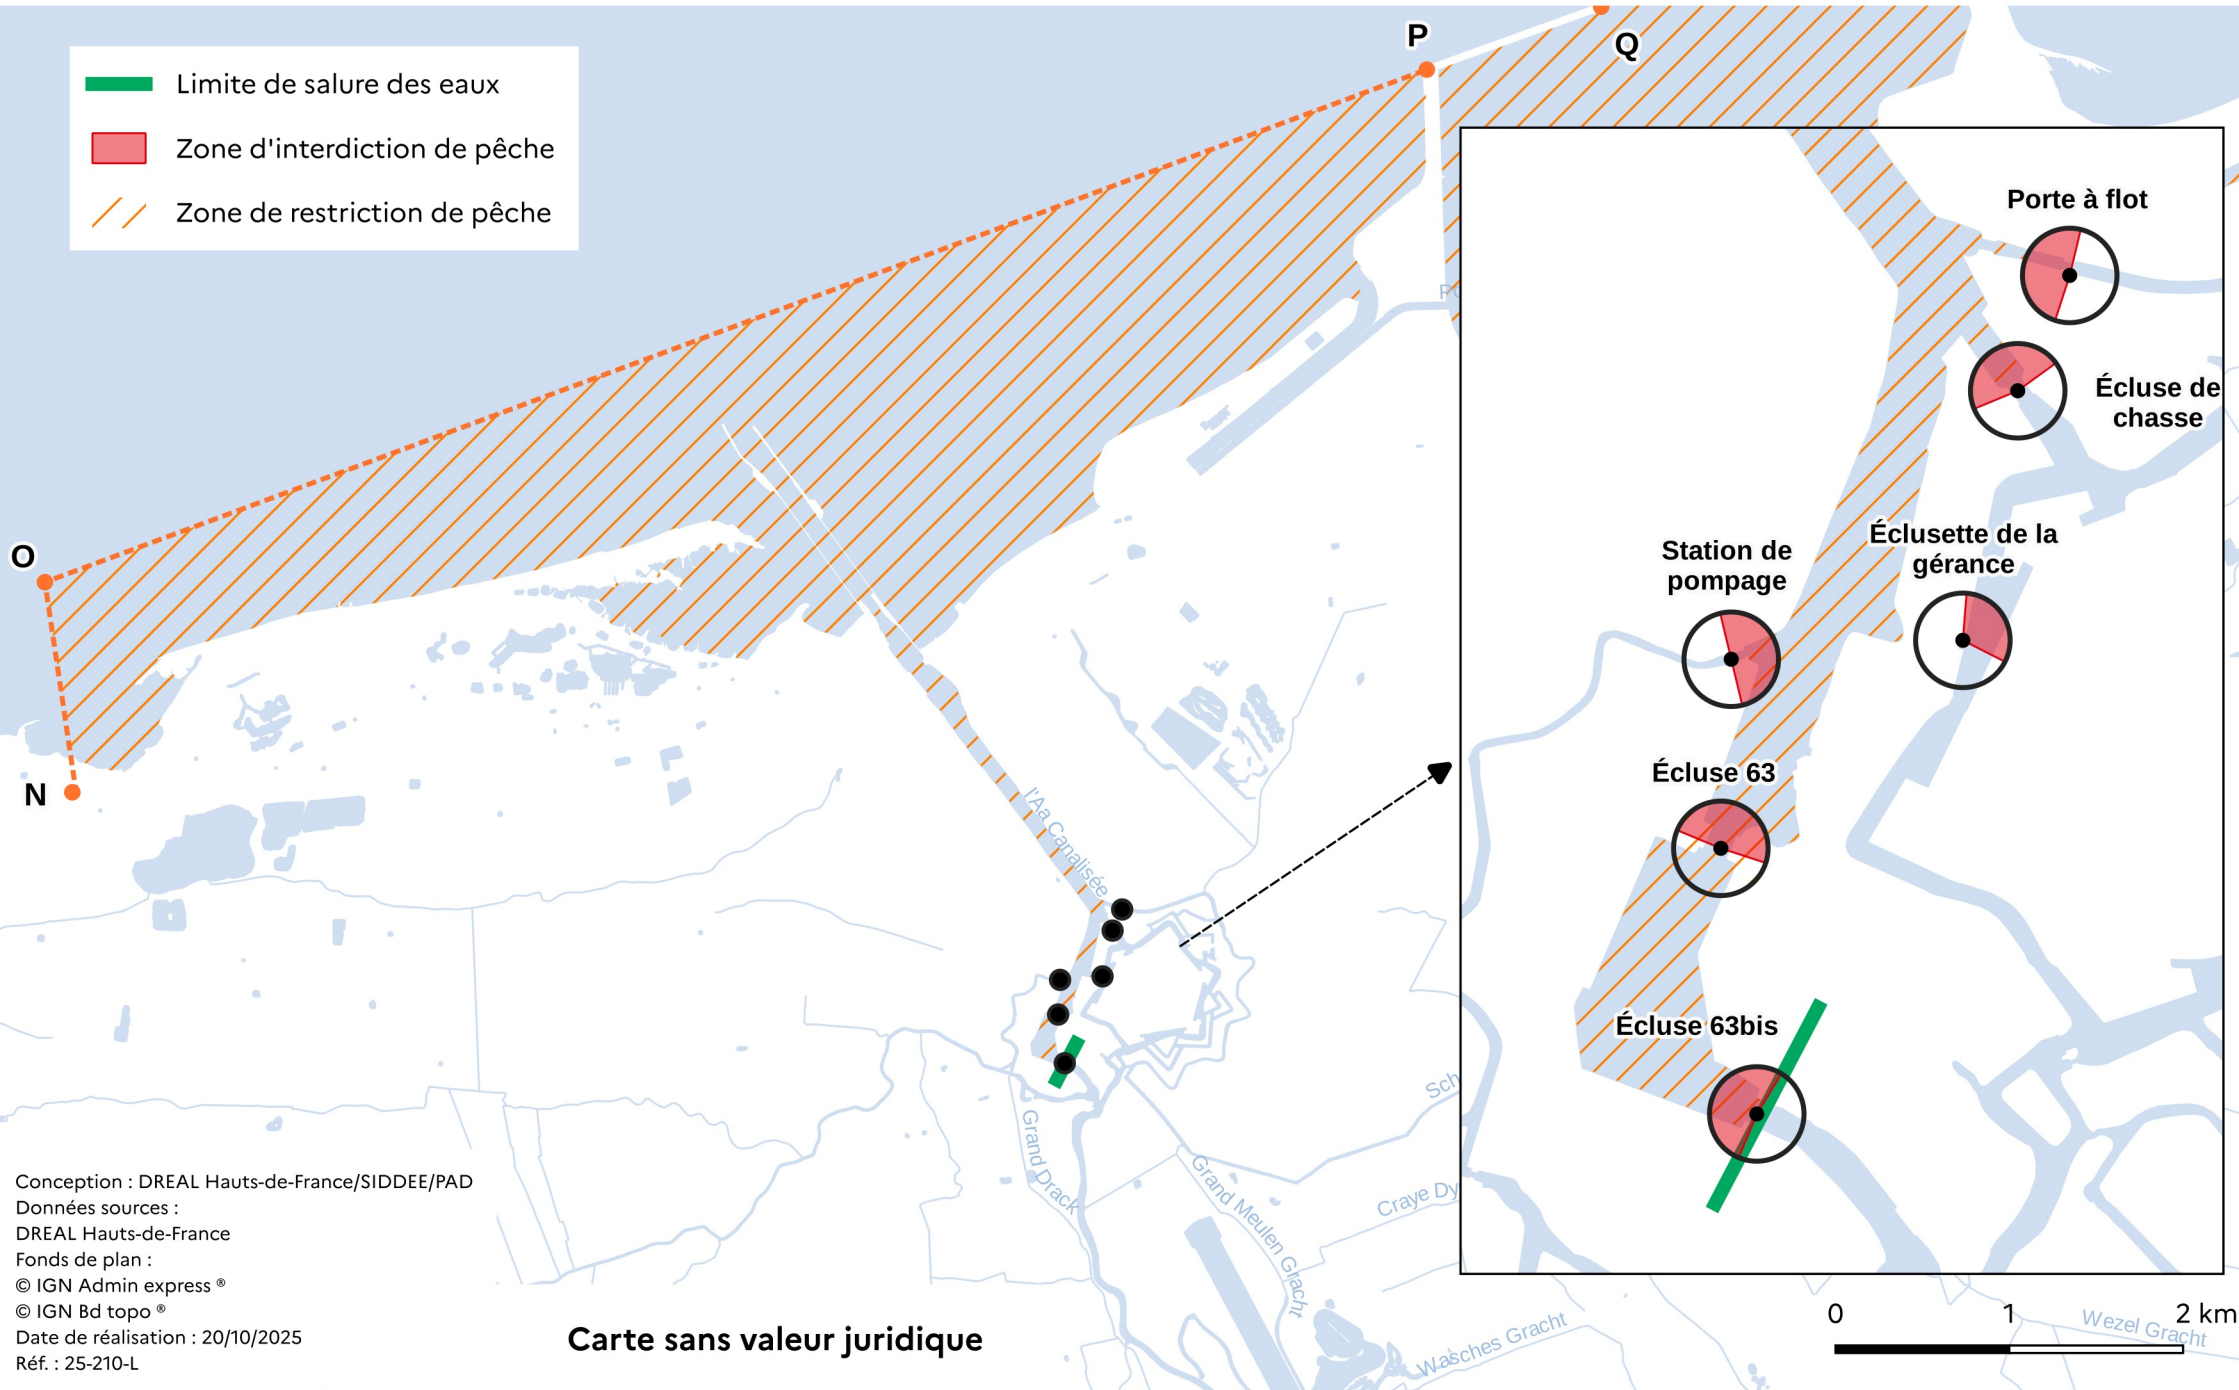 P
Q
Limite de salure des eaux
Zone d'interdiction de pêche
Zone de restriction de pêche
Porte à flot
Écluse de
chasse
Éclusette de la
gérance
Station de
pompage
O
N
Écluse 63
l'Aa Canalisée
Écluse 63bis
Sch
Grand Drack
Grand Meulen Gracht
Craye Dy
Conception : DREAL Hauts-de-France/SIDDEE/PAD
Données sources :
DREAL Hauts-de-France
Fonds de plan :
© IGN Admin express ®
© IGN Bd topo ®
Date de réalisation : 20/10/2025
Réf. : 25-210-L
Carte sans valeur juridique
Wasches Gracht
0 1 2 km
Wezel Gracht